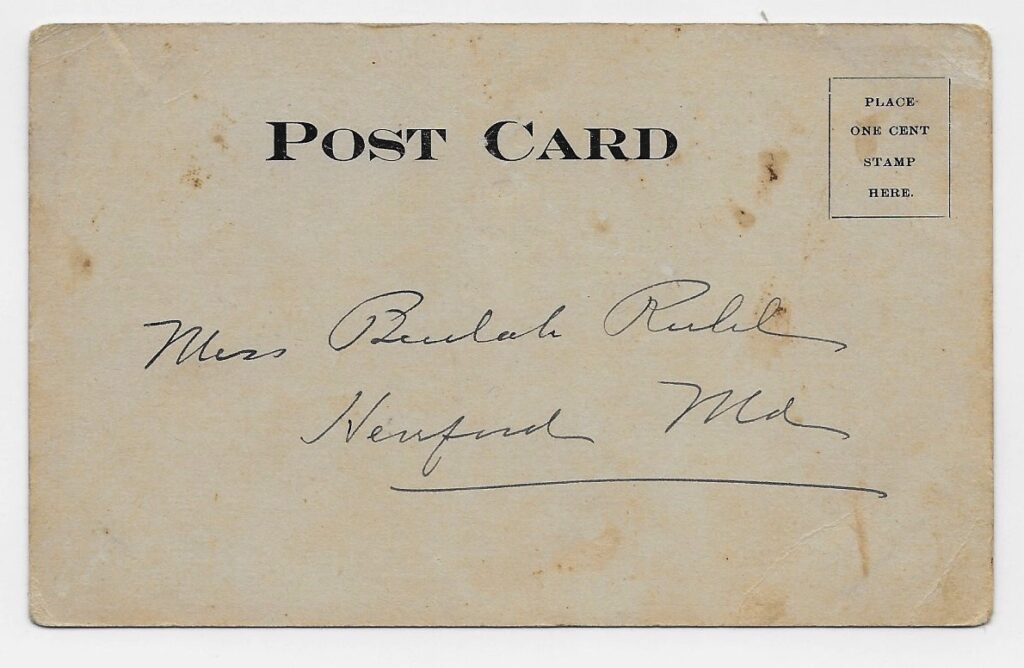 POST CARD
PLACE
ONE CENT
STAMP
HERE.
Miss Beulah Ruhl
Hereford Md